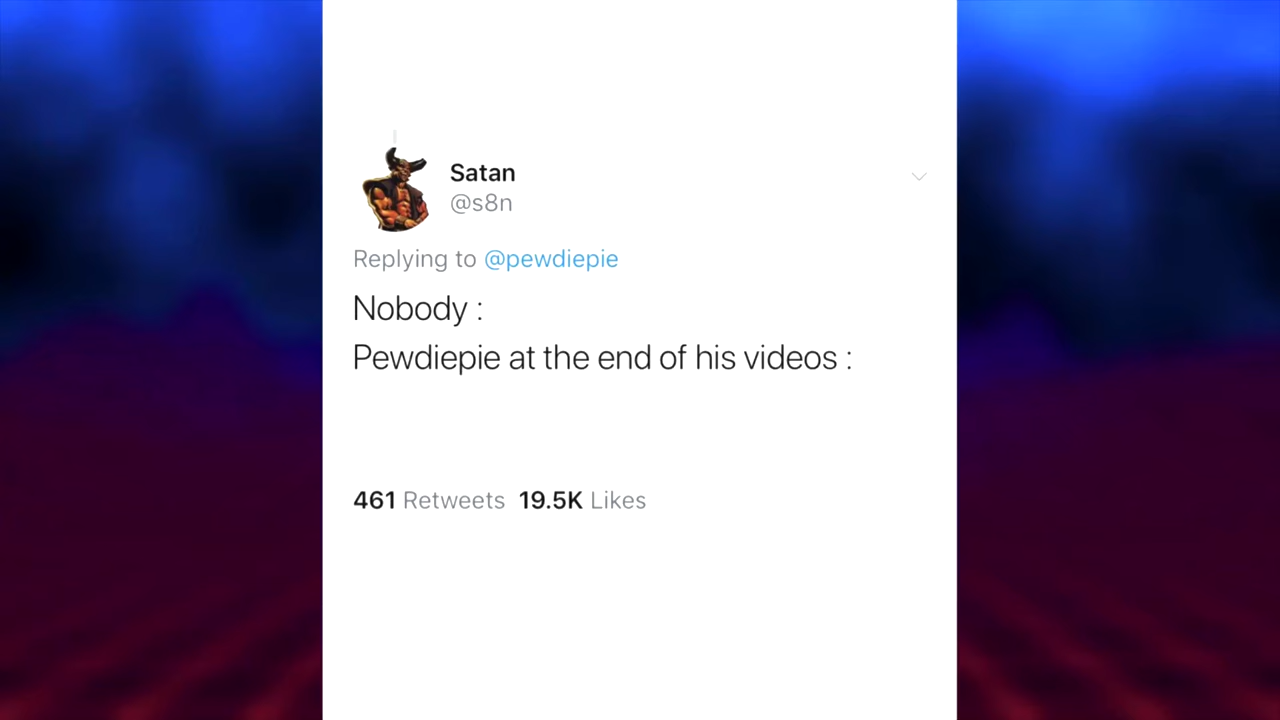 Satan
@s8n
Replying to @pewdiepie
Nobody :
Pewdiepie at the end of his videos :
461 Retweets 19.5K Likes